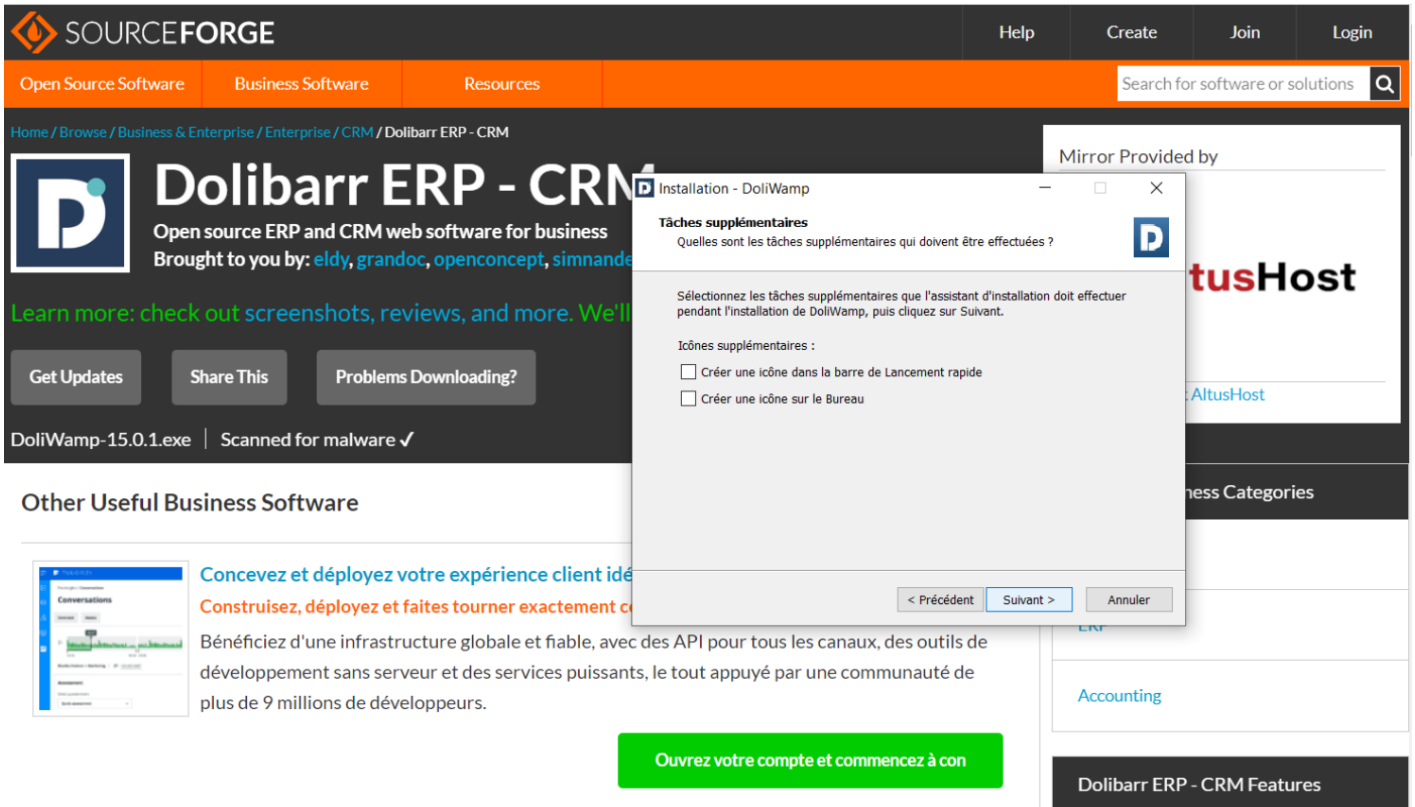 SOURCEFORGE
Help
Create
Join
Login
Open Source Software
Business Software
Resources
Search for software or solutions
Home / Browse / Business & Enterprise / Enterprise / CRM / Dolibarr ERP - CRM
Dolibarr ERP - CRM
Open source ERP and CRM web software for business
Brought to you by: eldy, grandoc, openconcept, simnande
Learn more: check out screenshots, reviews, and more. We'll
Get Updates
Share This
Problems Downloading?
DoliWamp-15.0.1.exe
Scanned for malware ✓
Mirror Provided by
tusHost
AltusHost
Installation - DoliWamp
Tâches supplémentaires
Quelles sont les tâches supplémentaires qui doivent être effectuées ?
Sélectionnez les tâches supplémentaires que l'assistant d'installation doit effectuer
pendant l'installation de DoliWamp, puis cliquez sur Suivant.
Icônes supplémentaires :
Créer une icône dans la barre de Lancement rapide
Créer une icône sur le Bureau
< Précédent
Suivant >
Annuler
Other Useful Business Software
Conversations
Concevez et déployez votre expérience client idé
Construisez, déployez et faites tourner exactement c
Bénéficiez d'une infrastructure globale et fiable, avec des API pour tous les canaux, des outils de
développement sans serveur et des services puissants, le tout appuyé par une communauté de
plus de 9 millions de développeurs.
Ouvrez votre compte et commencez à con
ness Categories
ERP
Accounting
Dolibarr ERP - CRM Features